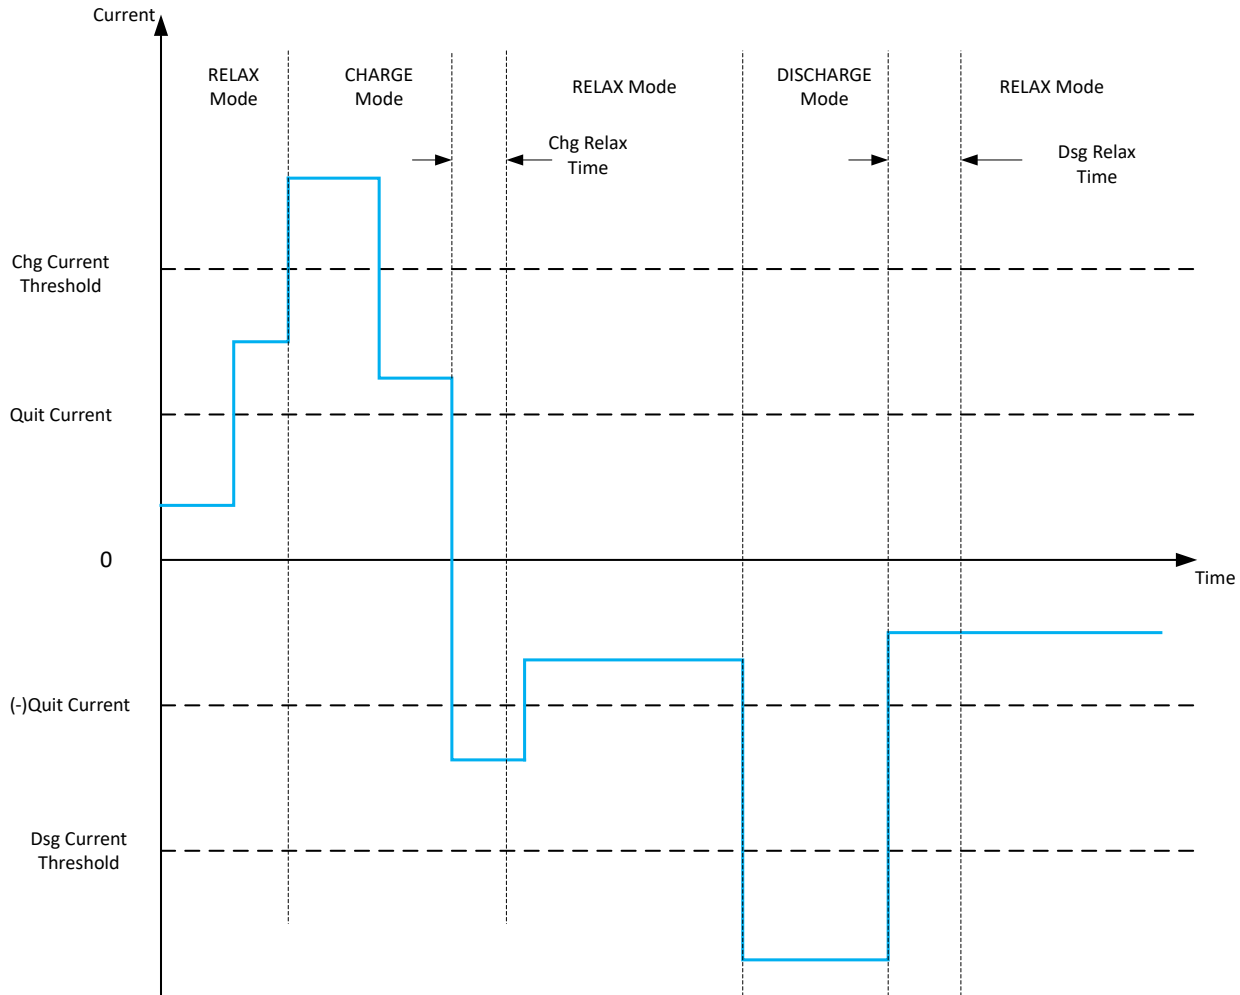 Current
RELAX
Mode
CHARGE
Mode
RELAX Mode
DISCHARGE
Mode
RELAX Mode
Chg Relax
Time
Dsg Relax
Time
Chg Current
Threshold
Quit Current
0
Time
(-)Quit Current
Dsg Current
Threshold